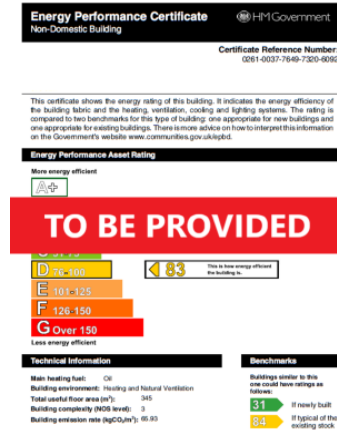 Energy Performance Certificate
HM Government
Non-Domestic Building
Certificate Reference Number:
0261-0037-7649-7320-6092
This certificate shows the energy rating of this building. It indicates the energy efficiency of
the building fabric and the heating, ventilation, cooling and lighting systems. The rating is
compared to two benchmarks for this type of building: one appropriate for new buildings and
one appropriate for existing buildings. There is more advice on how to interpret this information
on the Government's website www.communities.gov.uk/epbd.
Energy Performance Asset Rating
More energy efficient
A+
TO BE PROVIDED
D 76-100
83
This is how energy efficient
the building is.
E 101-125
F 126-150
G Over 150
Less energy efficient
Technical Information
Main heating fuel: Oil
Building environment: Heating and Natural Ventilation
Total useful floor area (m²): 345
Building complexity (NOS level): 3
Building emission rate (kgCO₂/m²): 65.93
Benchmarks
Buildings similar to this
one could have ratings as
follows:
31 If newly built
84 If typical of the
existing stock